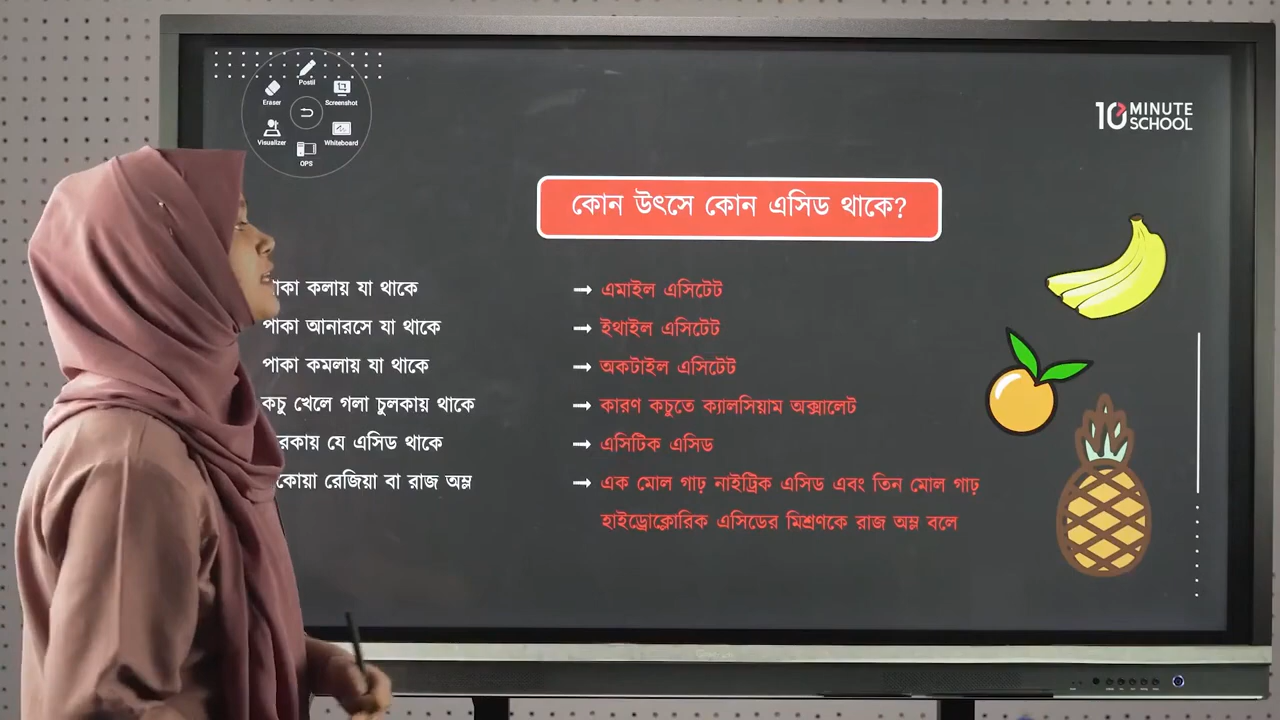 Postil
Eraser
Screenshot
Visualizer
Whiteboard
OPS
10 MINUTE
SCHOOL
কোন উৎসে কোন এসিড থাকে?
কলায় যা থাকে → এমাইল এসিটেট
পাকা আনারসে যা থাকে → ইথাইল এসিটেট
পাকা কমলায় যা থাকে → অকটাইল এসিটেট
কচু খেলে গলা চুলকায় থাকে → কারণ কচুতে ক্যালসিয়াম অক্সালেট
যে এসিড থাকে → এসিটিক এসিড
রেজিয়া বা রাজ অম্ল → এক মোল গাঢ় নাইট্রিক এসিড এবং তিন মোল গাঢ়
হাইড্রোক্লোরিক এসিডের মিশ্রণকে রাজ অম্ল বলে